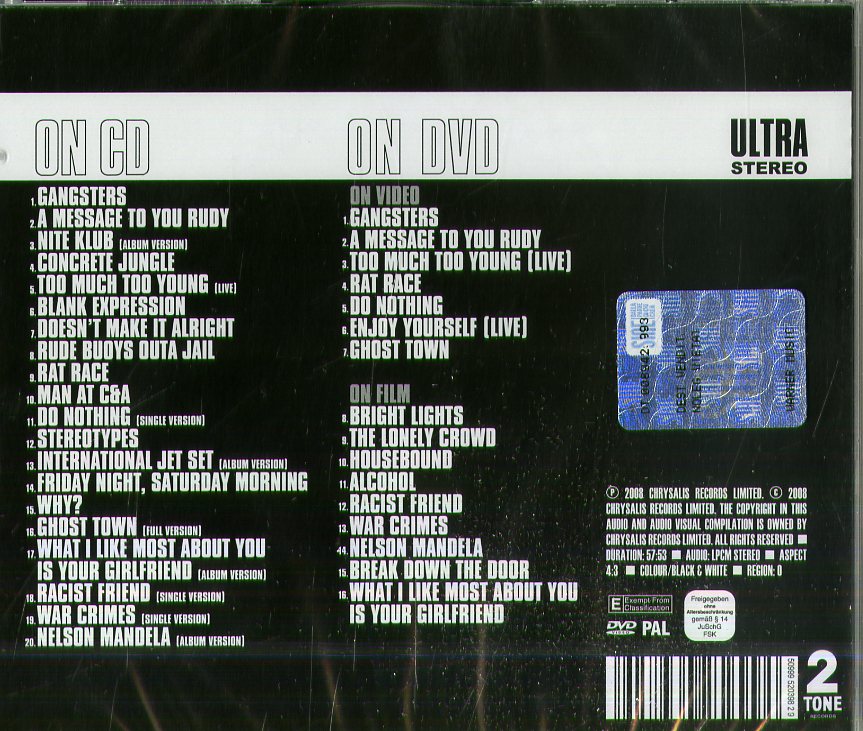 ON CD
1. GANGSTERS
2. A MESSAGE TO YOU RUDY
3. NITE KLUB (ALBUM VERSION)
4. CONCRETE JUNGLE
5. TOO MUCH TOO YOUNG (LIVE)
6. BLANK EXPRESSION
7. DOESN'T MAKE IT ALRIGHT
8. RUDE BUOYS OUTA JAIL
9. RAT RACE
10. MAN AT C&A
11. DO NOTHING (SINGLE VERSION)
12. STEREOTYPES
13. INTERNATIONAL JET SET (ALBUM VERSION)
14. FRIDAY NIGHT, SATURDAY MORNING
15. WHY?
16. GHOST TOWN (FULL VERSION)
17. WHAT I LIKE MOST ABOUT YOU
IS YOUR GIRLFRIEND (ALBUM VERSION)
18. RACIST FRIEND (SINGLE VERSION)
19. WAR CRIMES (SINGLE VERSION)
20. NELSON MANDELA (ALBUM VERSION)
ON DVD
ON VIDEO
1. GANGSTERS
2. A MESSAGE TO YOU RUDY
3. TOO MUCH TOO YOUNG (LIVE)
4. RAT RACE
5. DO NOTHING
6. ENJOY YOURSELF (LIVE)
7. GHOST TOWN
ON FILM
8. BRIGHT LIGHTS
9. THE LONELY CROWD
10. HOUSEBOUND
11. ALCOHOL
12. RACIST FRIEND
13. WAR CRIMES
44. NELSON MANDELA
15. BREAK DOWN THE DOOR
16. WHAT I LIKE MOST ABOUT YOU
IS YOUR GIRLFRIEND
ULTRA
STEREO
WARNER MUSIC
Ⓟ 2008 CHRYSALIS RECORDS LIMITED. © 2008
CHRYSALIS RECORDS LIMITED. THE COPYRIGHT IN THIS
AUDIO AND AUDIO VISUAL COMPILATION IS OWNED BY
CHRYSALIS RECORDS LIMITED. ALL RIGHTS RESERVED ■
DURATION: 57:53 ■ AUDIO: LPCM STEREO ■ ASPECT
4:3 ■ COLOUR/BLACK & WHITE ■ REGION: 0
E Exempt From
Classification
DVD
VIDEO
PAL
Freigegeben
ohne
Altersbeschränkung
gemäß § 14
JuSchG
FSK
50999 520398 2 9
2
TONE
records